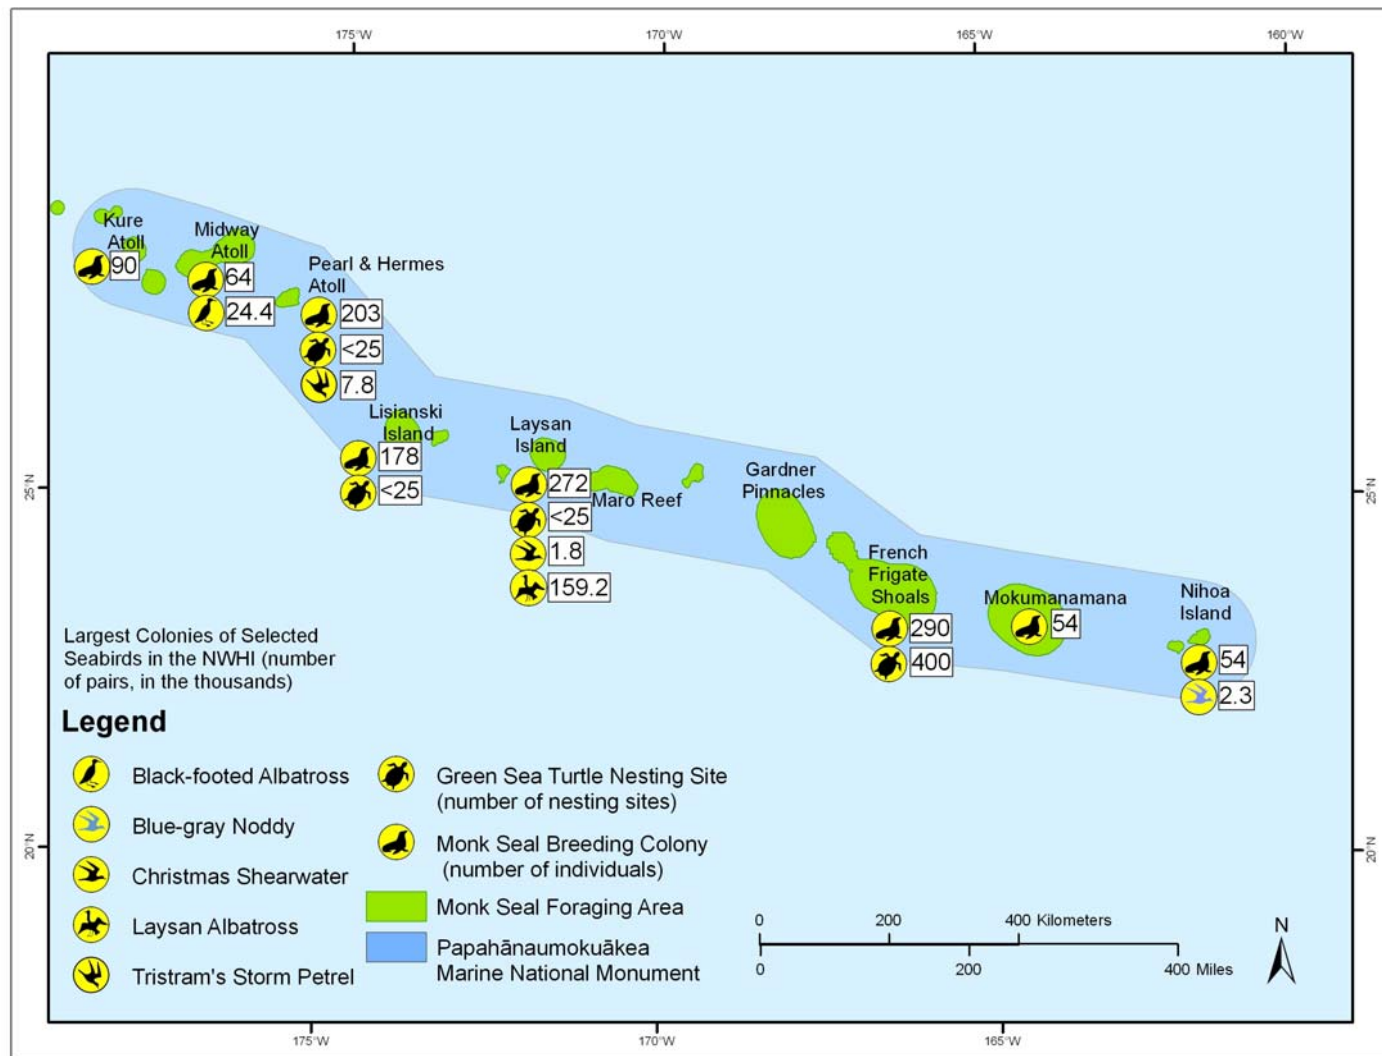 175°W
170°W
165°W
160°W
Kure
Atoll
90
Midway
Atoll
64
24.4
Pearl & Hermes
Atoll
203
<25
7.8
Lisianski
Island
178
<25
Laysan
Island
272
<25
1.8
159.2
Maro Reef
Gardner
Pinnacles
French
Frigate
Shoals
290
400
Mokumanamana
54
Nihoa
Island
54
2.3
25°N
25°N
20°N
20°N
Largest Colonies of Selected
Seabirds in the NWHI (number
of pairs, in the thousands)
Legend
Black-footed Albatross
Blue-gray Noddy
Christmas Shearwater
Laysan Albatross
Tristram's Storm Petrel
Green Sea Turtle Nesting Site
(number of nesting sites)
Monk Seal Breeding Colony
(number of individuals)
Monk Seal Foraging Area
Papahānaumokuākea
Marine National Monument
0 200 400 Kilometers
0 200 400 Miles
N
175°W
170°W
165°W